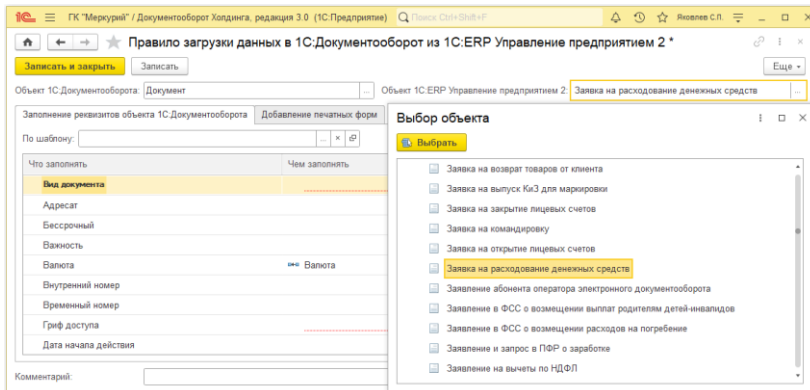 1С ГК "Меркурий" / Документооборот Холдинга, редакция 3.0 (1С:Предприятие) Поиск Ctrl+Shift+F Яковлев С.П.
Правило загрузки данных в 1С:Документооборот из 1С:ERP Управление предприятием 2 *
Записать и закрыть Записать Еще
Объект 1С:Документооборота: Документ ... Объект 1С:ERP Управление предприятием 2: Заявка на расходование денежных средств ...
Заполнение реквизитов объекта 1С:Документооборота Добавление печатных форм
Выбор объекта
По шаблону: ...
Выбрать
Что заполнять Чем заполнять
Вид документа
Адресат
Бессрочный
Важность
Валюта Валюта
Внутренний номер
Временный номер
Гриф доступа
Дата начала действия
Комментарий:
Заявка на возврат товаров от клиента
Заявка на выпуск КиЗ для маркировки
Заявка на закрытие лицевых счетов
Заявка на командировку
Заявка на открытие лицевых счетов
Заявка на расходование денежных средств
Заявление абонента оператора электронного документооборота
Заявление в ФСС о возмещении выплат родителям детей-инвалидов
Заявление в ФСС о возмещении расходов на погребение
Заявление и запрос в ПФР о заработке
Заявление на вычеты по НДФЛ